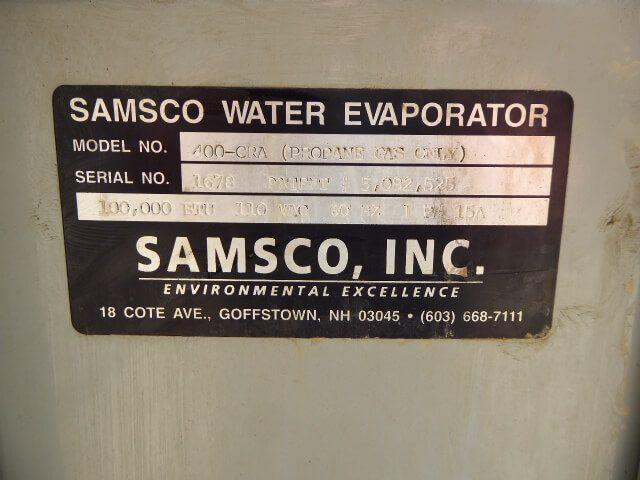 SAMSCO WATER EVAPORATOR
MODEL NO. 400-CRA (PROPANE GAS ONLY)
SERIAL NO. 1678 PATENT # 5,082,525
100,000 BTU 110 VAC 60 HZ 1 PH 15A
SAMSCO, INC.
ENVIRONMENTAL EXCELLENCE
18 COTE AVE., GOFFSTOWN, NH 03045 • (603) 668-7111